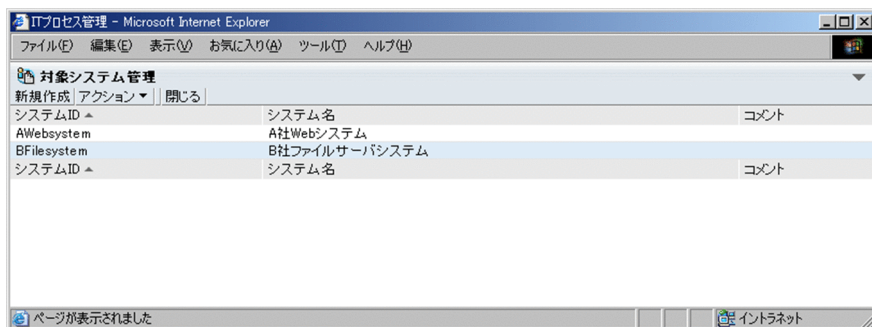 ITプロセス管理 - Microsoft Internet Explorer
ファイル(F) 編集(E) 表示(V) お気に入り(A) ツール(T) ヘルプ(H)
対象システム管理
新規作成 アクション 閉じる
システムID システム名 コメント
AWebsystem A社Webシステム
BFilesystem B社ファイルサーバシステム
システムID システム名 コメント
ページが表示されました イントラネット